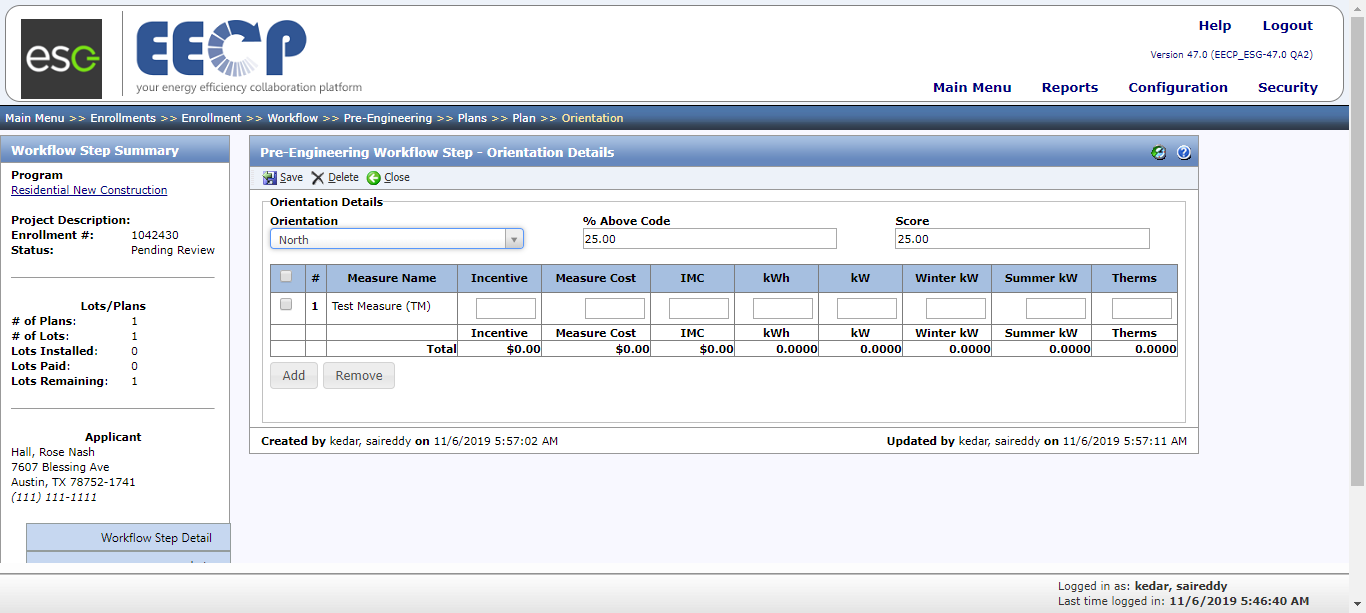 Help Logout
esg EECP
your energy efficiency collaboration platform
Version 47.0 (EECP_ESG-47.0 QA2)
Main Menu Reports Configuration Security
Main Menu >> Enrollments >> Enrollment >> Workflow >> Pre-Engineering >> Plans >> Plan >> Orientation
Workflow Step Summary
Program
Residential New Construction
Project Description:
Enrollment #: 1042430
Status: Pending Review
Lots/Plans
# of Plans: 1
# of Lots: 1
Lots Installed: 0
Lots Paid: 0
Lots Remaining: 1
Applicant
Hall, Rose Nash
7607 Blessing Ave
Austin, TX 78752-1741
(111) 111-1111
Workflow Step Detail
Pre-Engineering Workflow Step - Orientation Details
Save Delete Close
Orientation Details
Orientation % Above Code Score
North 25.00 25.00
# Measure Name Incentive Measure Cost IMC kWh kW Winter kW Summer kW Therms
1 Test Measure (TM)
Incentive Measure Cost IMC kWh kW Winter kW Summer kW Therms
Total $0.00 $0.00 $0.00 0.0000 0.0000 0.0000 0.0000 0.0000
Add Remove
Created by kedar, saireddy on 11/6/2019 5:57:02 AM Updated by kedar, saireddy on 11/6/2019 5:57:11 AM
Logged in as: kedar, saireddy
Last time logged in: 11/6/2019 5:46:40 AM